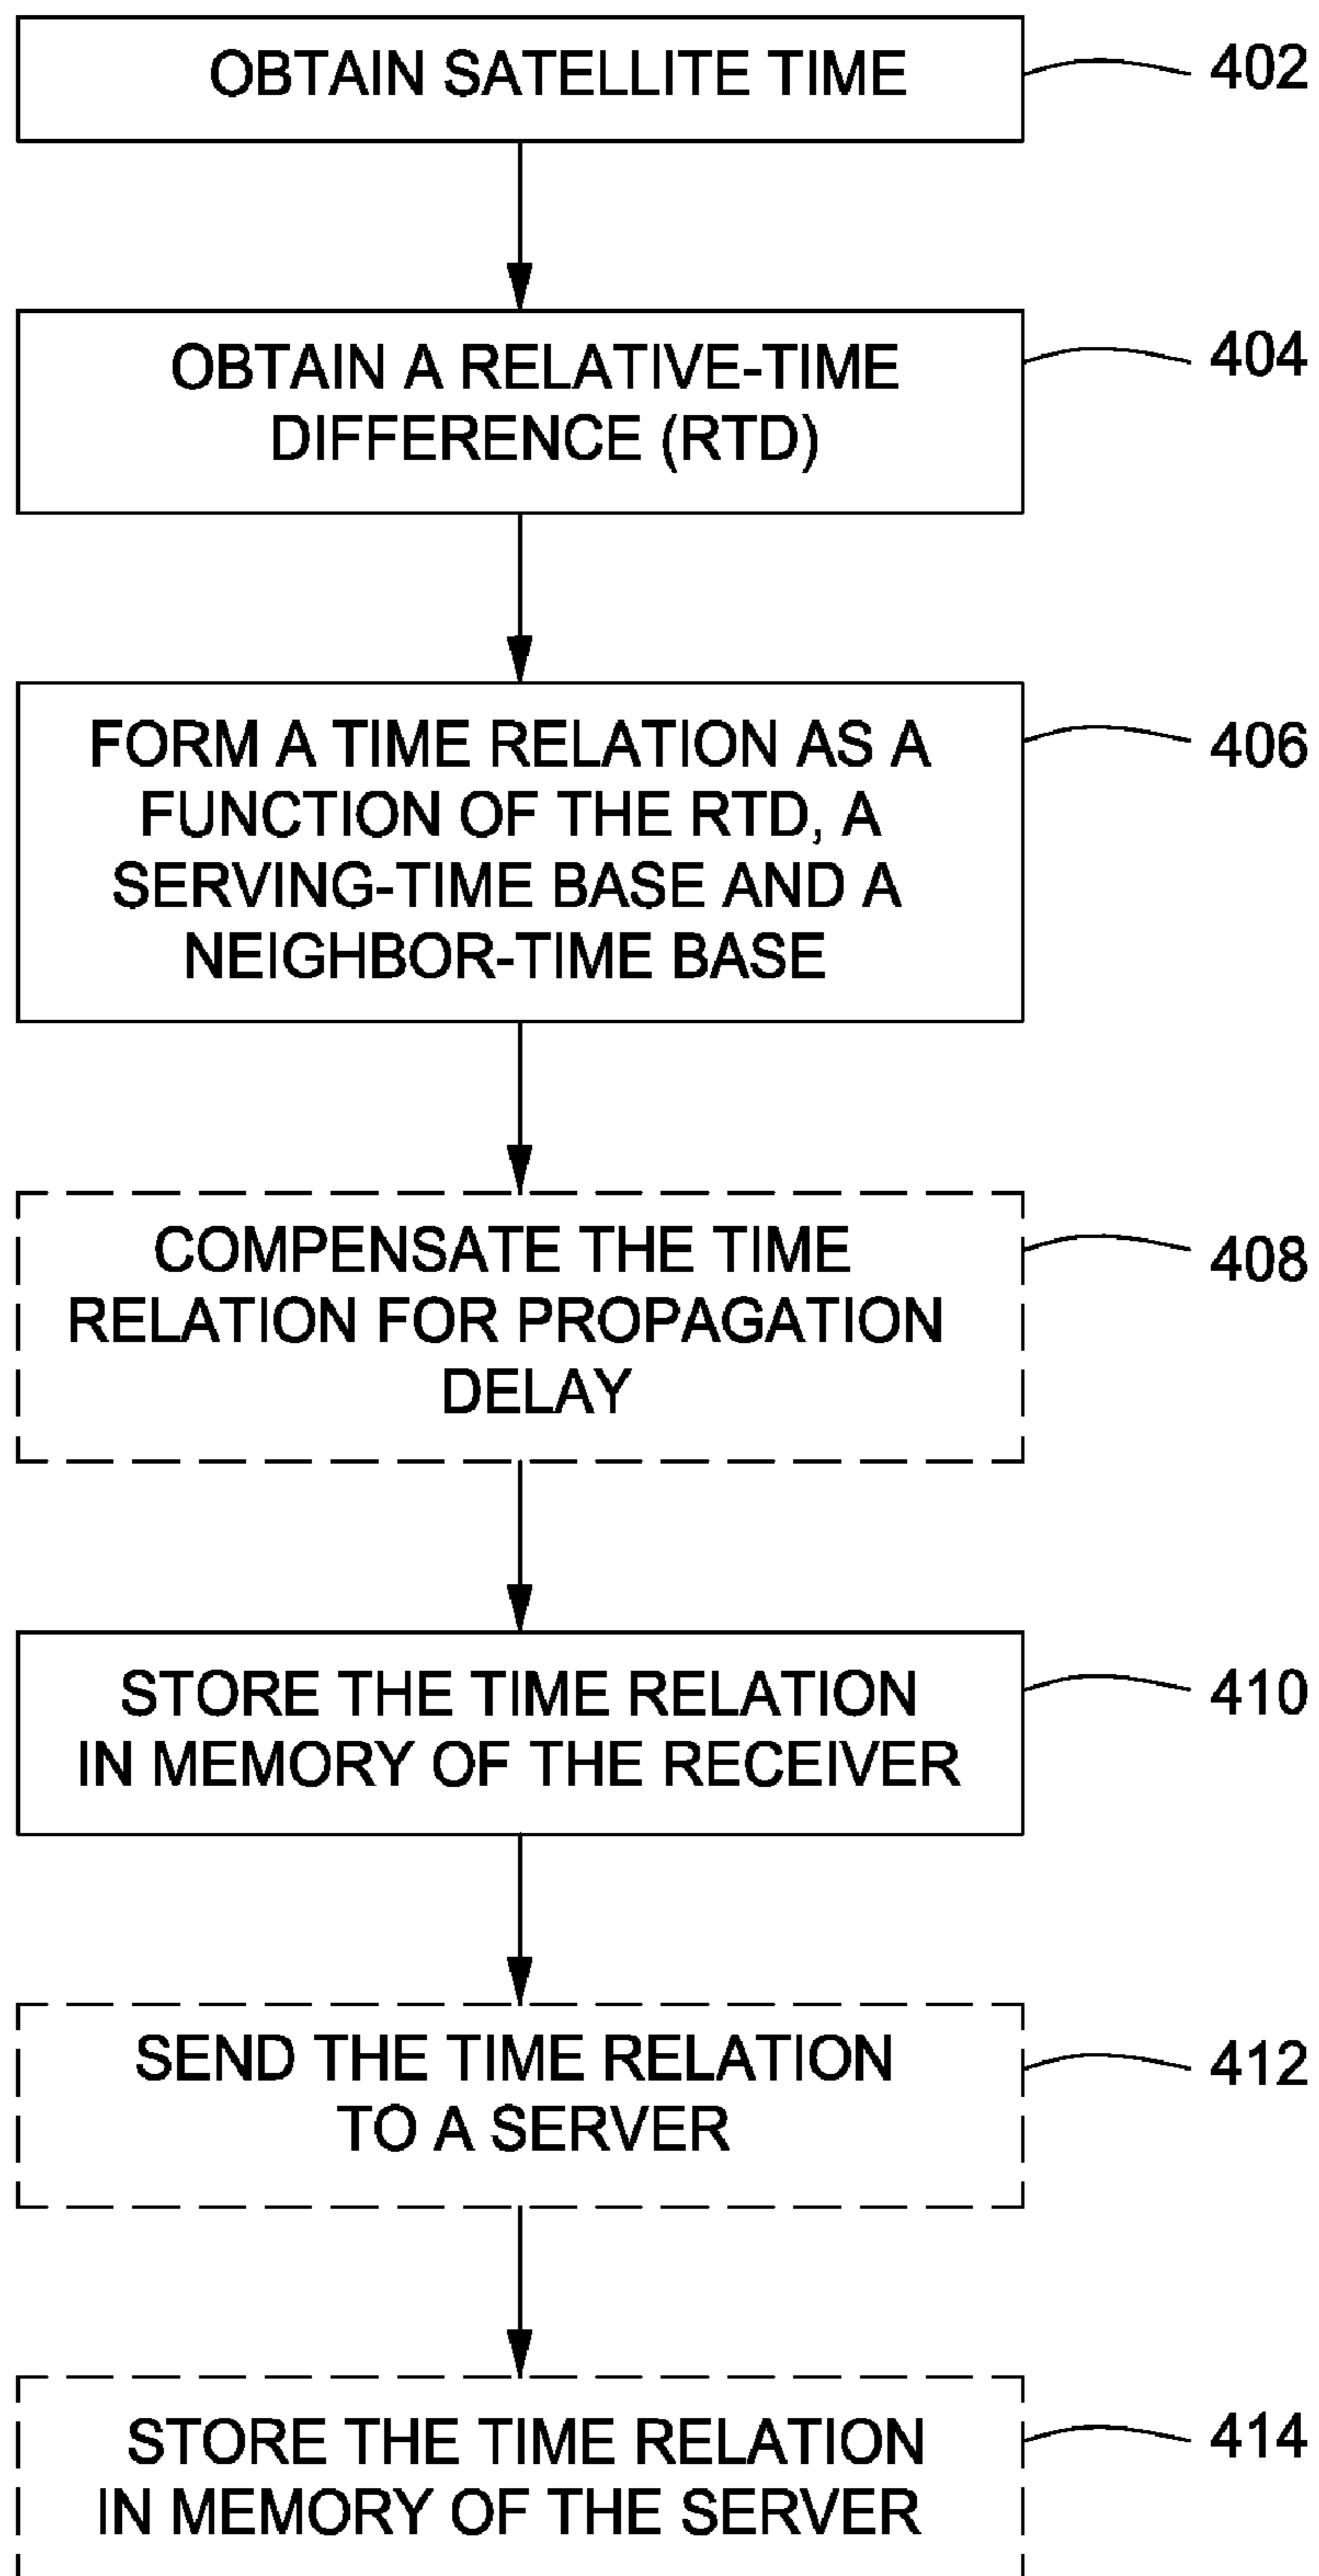 OBTAIN SATELLITE TIME
402
OBTAIN A RELATIVE-TIME
DIFFERENCE (RTD)
404
FORM A TIME RELATION AS A
FUNCTION OF THE RTD, A
SERVING-TIME BASE AND A
NEIGHBOR-TIME BASE
406
COMPENSATE THE TIME
RELATION FOR PROPAGATION
DELAY
408
STORE THE TIME RELATION
IN MEMORY OF THE RECEIVER
410
SEND THE TIME RELATION
TO A SERVER
412
STORE THE TIME RELATION
IN MEMORY OF THE SERVER
414